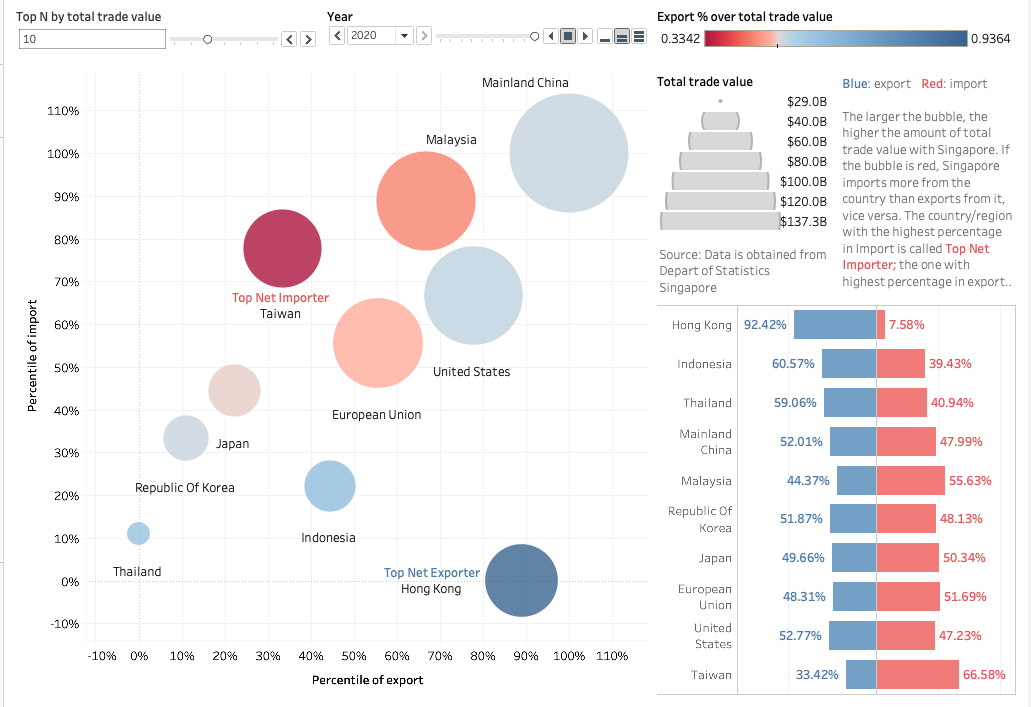 Top N by total trade value
10
Year
2020
Export % over total trade value
0.3342
0.9364
Mainland China
Malaysia
Top Net Importer
Taiwan
United States
European Union
Japan
Republic Of Korea
Indonesia
Thailand
Top Net Exporter
Hong Kong
110%
100%
90%
80%
70%
60%
50%
40%
30%
20%
10%
0%
-10%
Percentile of import
-10%
0%
10%
20%
30%
40%
50%
60%
70%
80%
90%
100%
110%
Percentile of export
Total trade value
$29.0B
$40.0B
$60.0B
$80.0B
$100.0B
$120.0B
$137.3B
Source: Data is obtained from
Depart of Statistics
Singapore
Blue: export Red: import
The larger the bubble, the
higher the amount of total
trade value with Singapore. If
the bubble is red, Singapore
imports more from the
country than exports from it,
vice versa. The country/region
with the highest percentage
in Import is called Top Net
Importer; the one with
highest percentage in export..
Hong Kong 92.42% 7.58%
Indonesia 60.57% 39.43%
Thailand 59.06% 40.94%
Mainland
China
52.01% 47.99%
Malaysia 44.37% 55.63%
Republic Of
Korea
51.87% 48.13%
Japan 49.66% 50.34%
European
Union
48.31% 51.69%
United
States
52.77% 47.23%
Taiwan 33.42% 66.58%